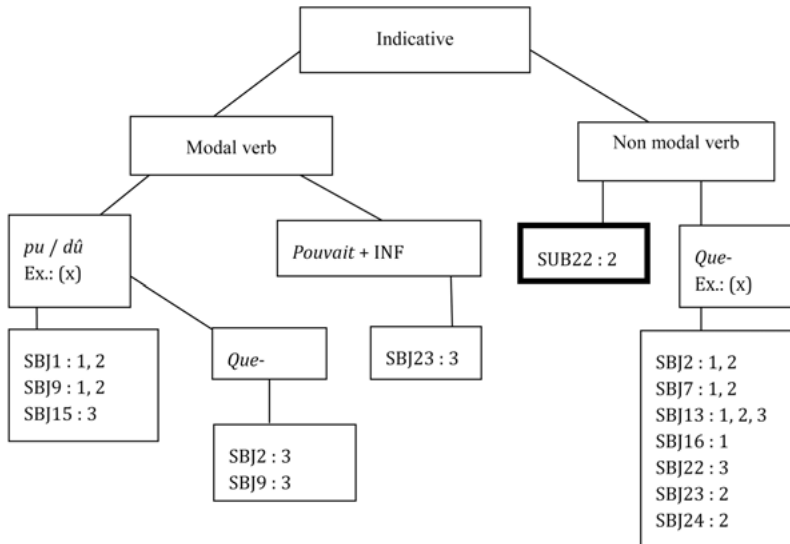 Indicative
Modal verb
Non modal verb
pu / dû
Ex.: (x)
Pouvait + INF
SUB22 : 2
Que-
Ex.: (x)
SBJ1 : 1, 2
SBJ9 : 1, 2
SBJ15 : 3
Que-
SBJ23 : 3
SBJ2 : 1, 2
SBJ7 : 1, 2
SBJ13 : 1, 2, 3
SBJ16 : 1
SBJ22 : 3
SBJ23 : 2
SBJ24 : 2
SBJ2 : 3
SBJ9 : 3